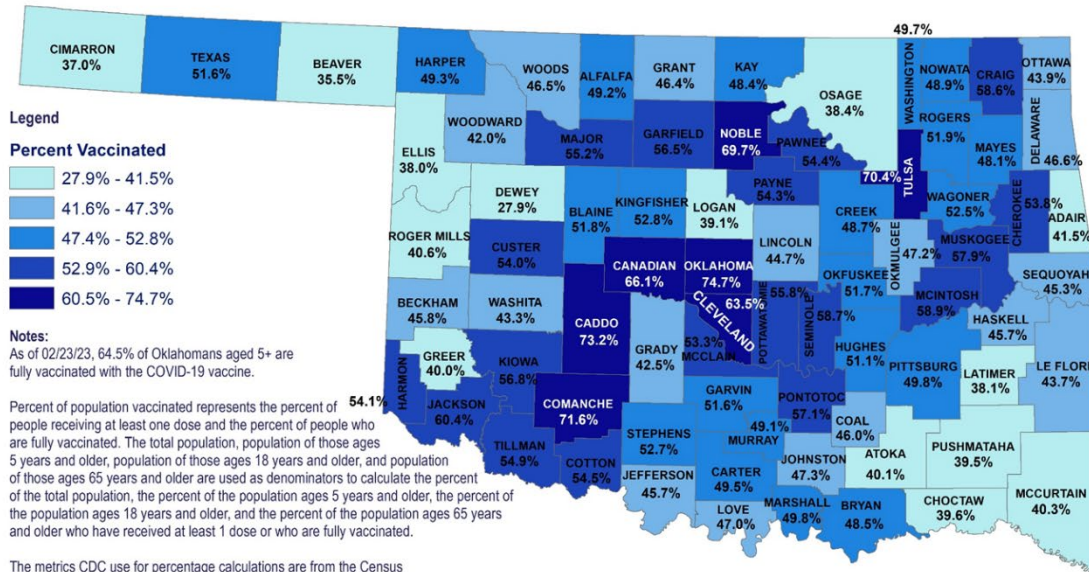 49.7%
CIMARRON
37.0%
TEXAS
51.6%
BEAVER
35.5%
HARPER
49.3%
WOODS
46.5%
ALFALFA
49.2%
GRANT
46.4%
KAY
48.4%
OSAGE
38.4%
WASHINGTON
NOWATA
48.9%
CRAIG
58.6%
OTTAWA
43.9%
Legend
Percent Vaccinated
27.9% - 41.5%
41.6% - 47.3%
47.4% - 52.8%
52.9% - 60.4%
60.5% - 74.7%
WOODWARD
42.0%
ELLIS
38.0%
MAJOR
55.2%
GARFIELD
56.5%
NOBLE
69.7%
PAWNEE
54.4%
ROGERS
51.9%
MAYES
48.1%
DELAWARE
46.6%
DEWEY
27.9%
BLAINE
51.8%
KINGFISHER
52.8%
LOGAN
39.1%
PAYNE
54.3%
70.4%
TULSA
CREEK
48.7%
WAGONER
52.5%
CHEROKEE
53.8%
ADAIR
41.5%
ROGER MILLS
40.6%
CUSTER
54.0%
CANADIAN
66.1%
OKLAHOMA
74.7%
LINCOLN
44.7%
OKMULGEE
47.2%
MUSKOGEE
57.9%
SEQUOYAH
45.3%
BECKHAM
45.8%
WASHITA
43.3%
CADDO
73.2%
63.5%
CLEVELAND
POTTAWATOMIE
55.8%
SEMINOLE
58.7%
OKFUSKEE
51.7%
MCINTOSH
58.9%
HASKELL
45.7%
Notes:
As of 02/23/23, 64.5% of Oklahomans aged 5+ are
fully vaccinated with the COVID-19 vaccine.
GREER
40.0%
KIOWA
56.8%
GRADY
42.5%
53.3%
MCCLAIN
HUGHES
51.1%
PITTSBURG
49.8%
LATIMER
38.1%
LE FLORE
43.7%
54.1%
HARMON
JACKSON
60.4%
COMANCHE
71.6%
GARVIN
51.6%
PONTOTOC
57.1%
COAL
46.0%
PUSHMATAHA
39.5%
TILLMAN
54.9%
COTTON
54.5%
STEPHENS
52.7%
49.1%
MURRAY
JOHNSTON
47.3%
ATOKA
40.1%
MCCURTAIN
40.3%
JEFFERSON
45.7%
CARTER
49.5%
LOVE
47.0%
MARSHALL
49.8%
BRYAN
48.5%
CHOCTAW
39.6%
Percent of population vaccinated represents the percent of
people receiving at least one dose and the percent of people who
are fully vaccinated. The total population, population of those ages
5 years and older, population of those ages 18 years and older, and population
of those ages 65 years and older are used as denominators to calculate the percent
of the total population, the percent of the population ages 5 years and older, the percent of
the population ages 18 years and older, and the percent of the population ages 65 years
and older who have received at least 1 dose or who are fully vaccinated.
The metrics CDC use for percentage calculations are from the Census